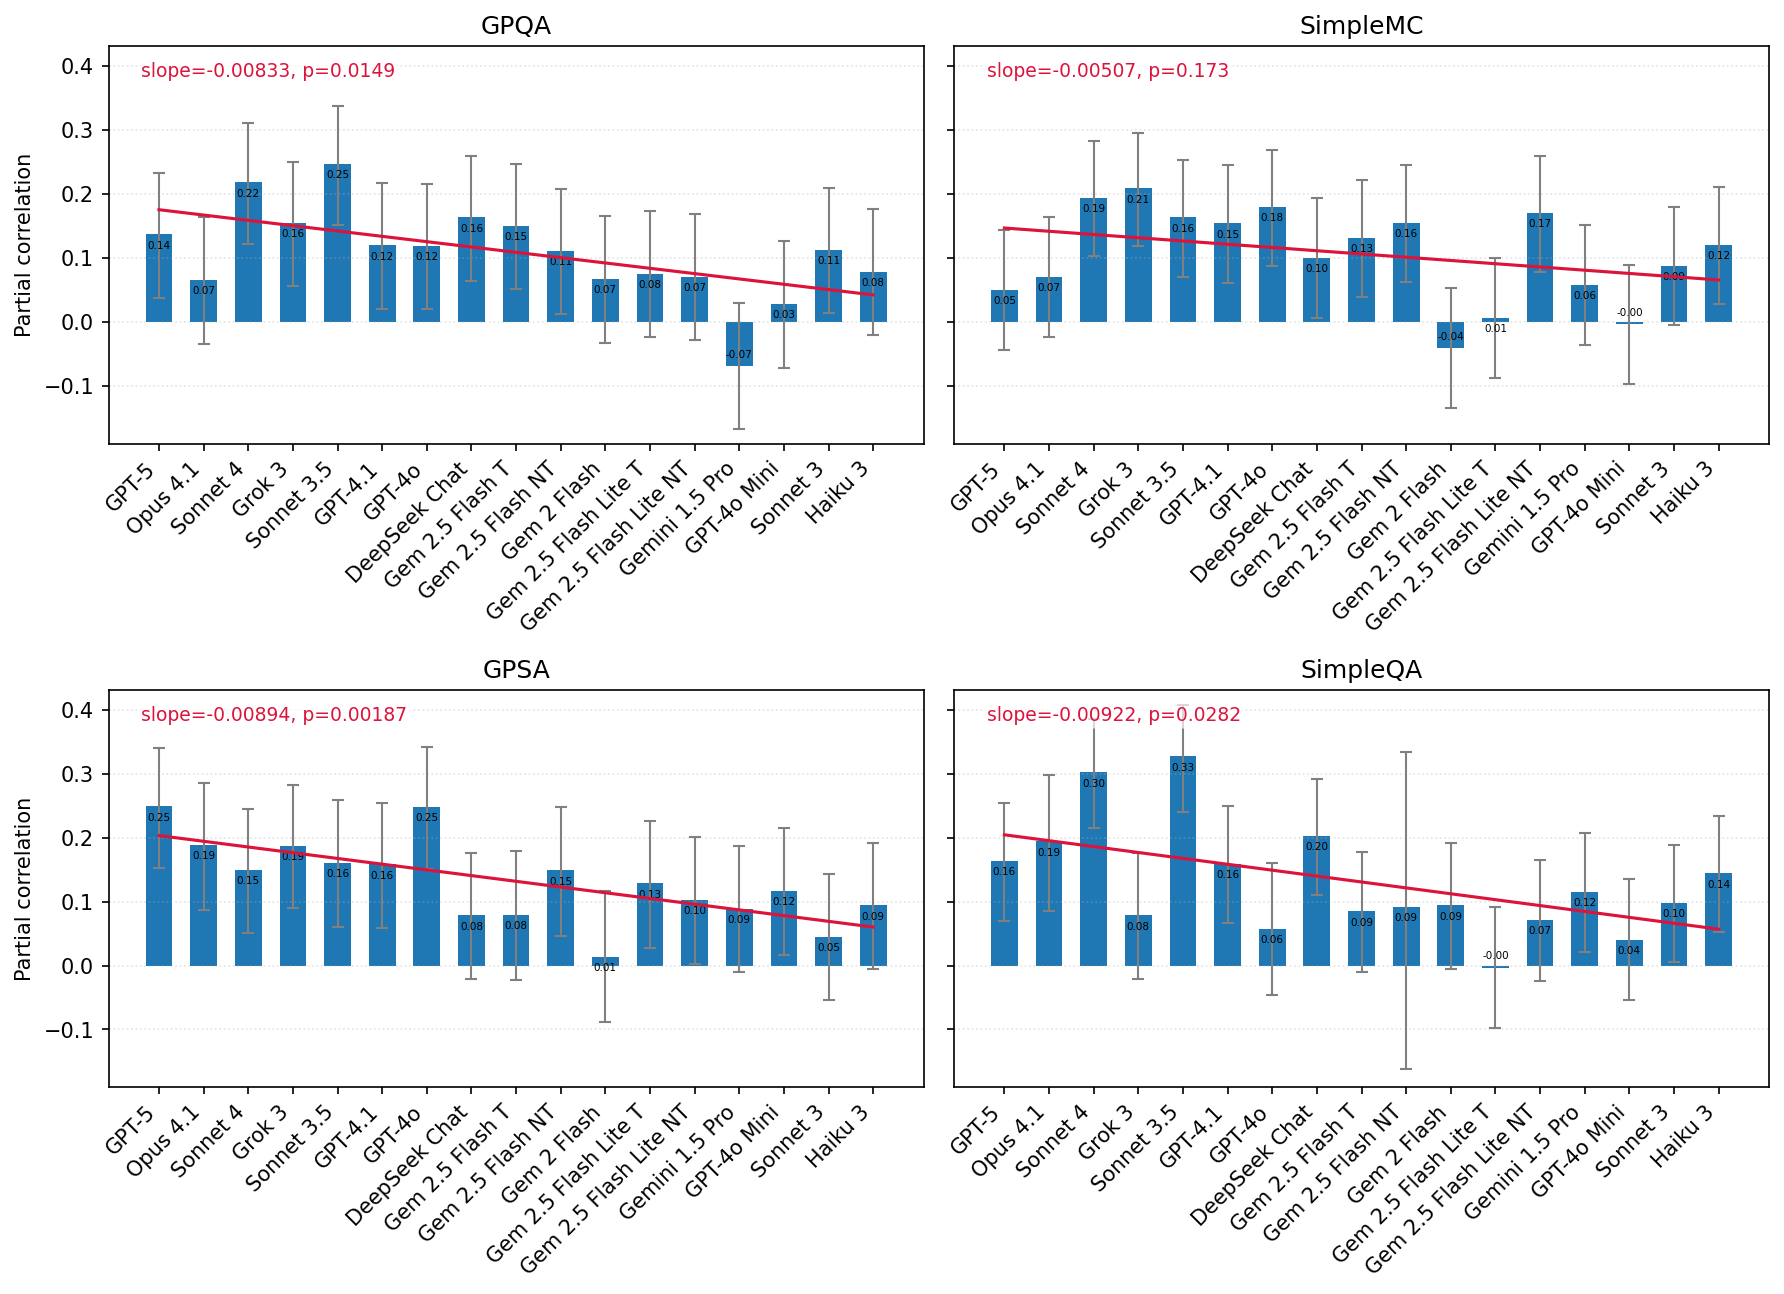 GPQA
slope=-0.00833, p=0.0149
Partial correlation
0.4
0.3
0.2
0.1
0.0
−0.1
0.14
0.07
0.22
0.16
0.25
0.12
0.12
0.16
0.15
0.11
0.07
0.08
0.07
-0.07
0.03
0.11
0.08
GPT-5
Opus 4.1
Sonnet 4
Grok 3
Sonnet 3.5
GPT-4.1
GPT-4o
DeepSeek Chat
Gem 2.5 Flash T
Gem 2.5 Flash NT
Gem 2 Flash
Gem 2.5 Flash Lite T
Gem 2.5 Flash Lite NT
Gemini 1.5 Pro
GPT-4o Mini
Sonnet 3
Haiku 3
SimpleMC
slope=-0.00507, p=0.173
0.05
0.07
0.19
0.21
0.16
0.15
0.18
0.10
0.13
0.16
-0.04
0.01
0.17
0.06
-0.00
0.09
0.12
GPT-5
Opus 4.1
Sonnet 4
Grok 3
Sonnet 3.5
GPT-4.1
GPT-4o
DeepSeek Chat
Gem 2.5 Flash T
Gem 2.5 Flash NT
Gem 2 Flash
Gem 2.5 Flash Lite T
Gem 2.5 Flash Lite NT
Gemini 1.5 Pro
GPT-4o Mini
Sonnet 3
Haiku 3
GPSA
slope=-0.00894, p=0.00187
Partial correlation
0.4
0.3
0.2
0.1
0.0
−0.1
0.25
0.19
0.15
0.19
0.16
0.16
0.25
0.08
0.08
0.15
0.01
0.13
0.10
0.09
0.12
0.05
0.09
GPT-5
Opus 4.1
Sonnet 4
Grok 3
Sonnet 3.5
GPT-4.1
GPT-4o
DeepSeek Chat
Gem 2.5 Flash T
Gem 2.5 Flash NT
Gem 2 Flash
Gem 2.5 Flash Lite T
Gem 2.5 Flash Lite NT
Gemini 1.5 Pro
GPT-4o Mini
Sonnet 3
Haiku 3
SimpleQA
slope=-0.00922, p=0.0282
0.16
0.19
0.30
0.08
0.33
0.16
0.06
0.20
0.09
0.09
0.09
-0.00
0.07
0.12
0.04
0.10
0.14
GPT-5
Opus 4.1
Sonnet 4
Grok 3
Sonnet 3.5
GPT-4.1
GPT-4o
DeepSeek Chat
Gem 2.5 Flash T
Gem 2.5 Flash NT
Gem 2 Flash
Gem 2.5 Flash Lite T
Gem 2.5 Flash Lite NT
Gemini 1.5 Pro
GPT-4o Mini
Sonnet 3
Haiku 3